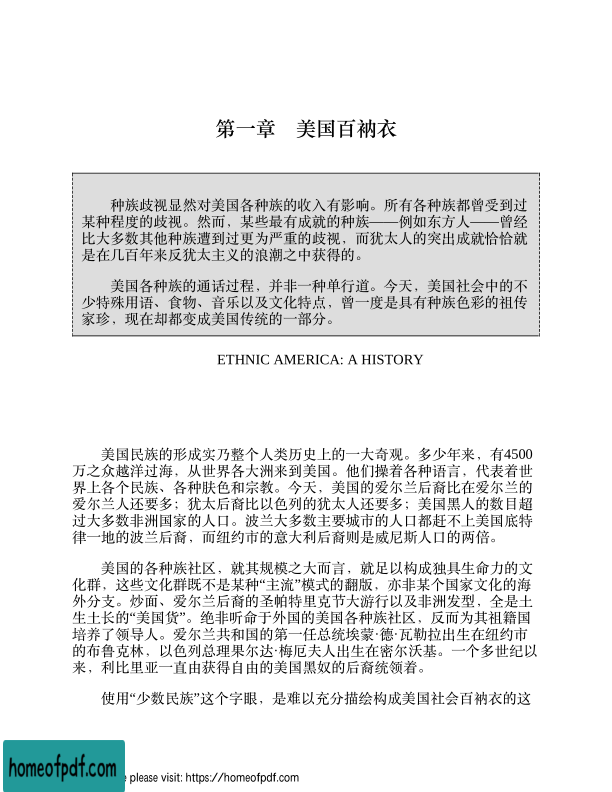 第一章　美国百衲衣
种族歧视显然对美国各种族的收入有影响。所有各种族都曾受到过
某种程度的歧视。然而，某些最有成就的种族——例如东方人——曾经
比大多数其他种族遭到过更为严重的歧视，而犹太人的突出成就恰恰就
是在几百年来反犹太主义的浪潮之中获得的。
美国各种族的通话过程，并非一种单行道。今天，美国社会中的不
少特殊用语、食物、音乐以及文化特点，曾一度是具有种族色彩的祖传
家珍，现在却都变成美国传统的一部分。
ETHNIC AMERICA: A HISTORY
美国民族的形成实乃整个人类历史上的一大奇观。多少年来，有4500
万之众越洋过海，从世界各大洲来到美国。他们操着各种语言，代表着世
界上各个民族、各种肤色和宗教。今天，美国的爱尔兰后裔比在爱尔兰的
爱尔兰人还要多；犹太后裔比以色列的犹太人还要多；美国黑人的数目超
过大多数非洲国家的人口。波兰大多数主要城市的人口都赶不上美国底特
律一地的波兰后裔，而纽约市的意大利后裔则是威尼斯人口的两倍。
美国的各种族社区，就其规模之大而言，就足以构成独具生命力的文
化群，这些文化群既不是某种“主流”模式的翻版，亦非某个国家文化的海
外分支。炒面、爱尔兰后裔的圣帕特里克节大游行以及非洲发型，全是土
生土长的“美国货”。绝非听命于外国的美国各种族社区，反而为其祖籍国
培养了领导人。爱尔兰共和国的第一任总统埃蒙·德·瓦勒拉出生在纽约市
的布鲁克林，以色列总理果尔达·梅厄夫人出生在密尔沃基。一个多世纪以
来，利比里亚一直由获得自由的美国黑奴的后裔统领着。
使用“少数民族”这个字眼，是难以充分描绘构成美国社会百衲衣的这
homeofpdf.com
e please visit: https://homeofpdf.com